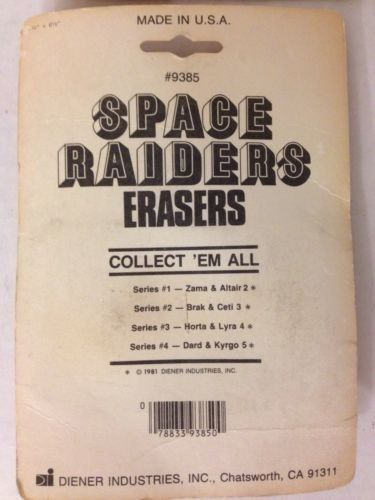 MADE IN U.S.A.
#9385
SPACE
RAIDERS
ERASERS
COLLECT 'EM ALL
Series #1 — Zama & Altair 2 *
Series #2 — Brak & Ceti 3 *
Series #3 — Horta & Lyra 4 *
Series #4 — Dard & Kyrgo 5 *
* © 1981 DIENER INDUSTRIES, INC.
0
78833 93850
DI DIENER INDUSTRIES, INC., Chatsworth, CA 91311